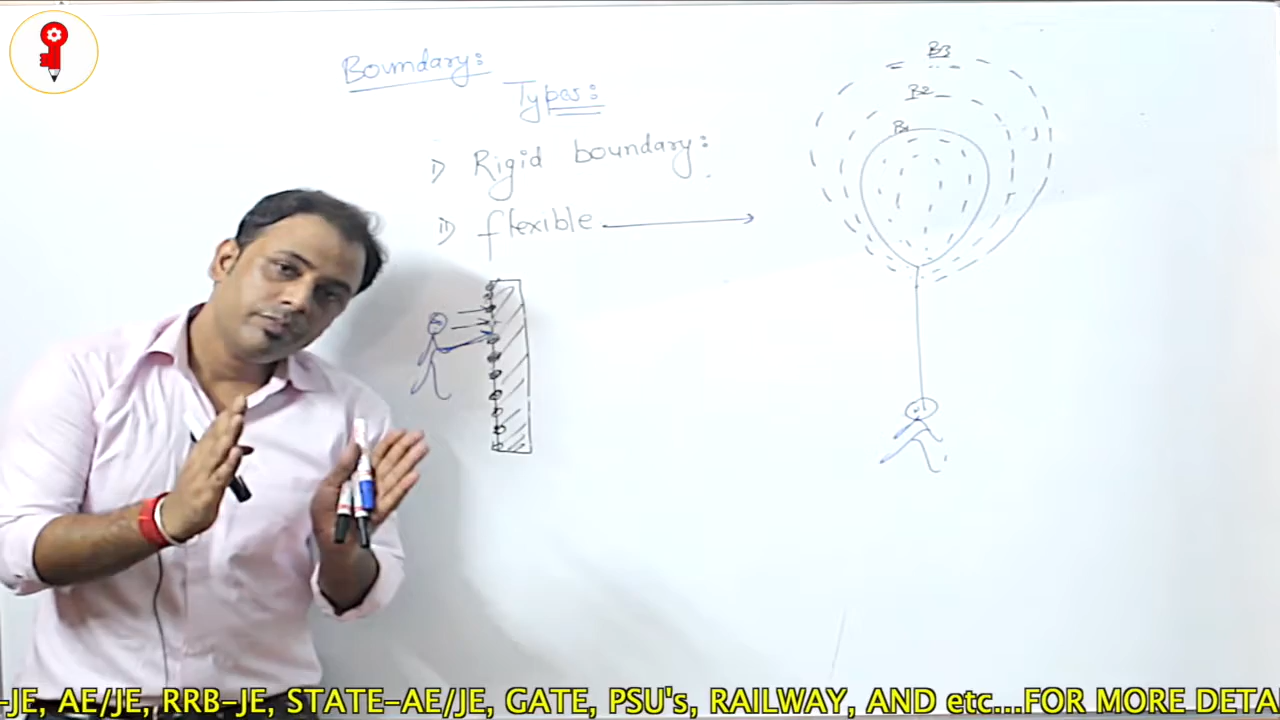 Boundary:
Types:
i) Rigid boundary:
ii) flexible
B3
B2
B1
-JE, AE/JE, RRB-JE, STATE-AE/JE, GATE, PSU's, RAILWAY, AND etc...FOR MORE DETA